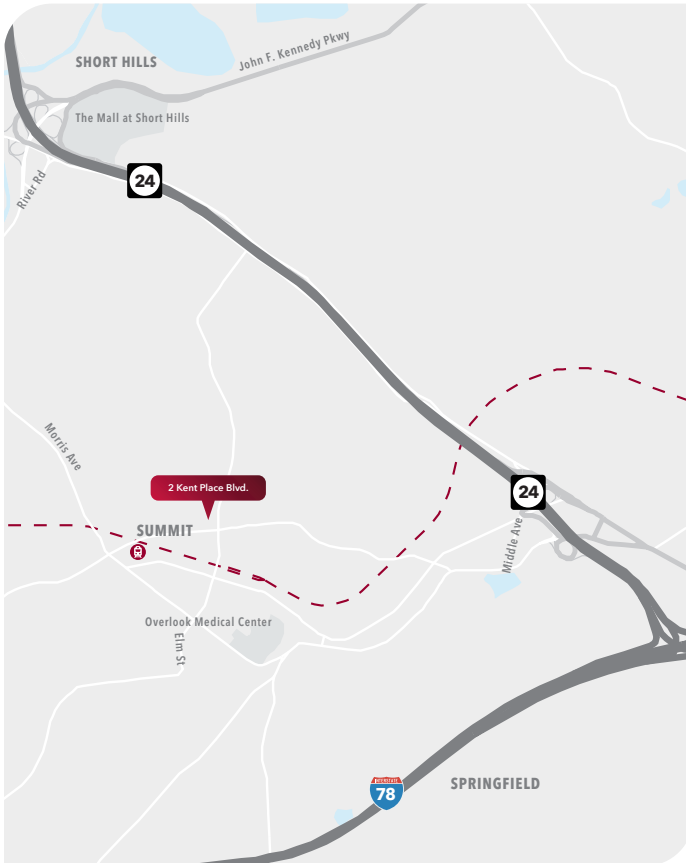 SHORT HILLS
John F. Kennedy Pkwy
The Mall at Short Hills
River Rd
24
Morris Ave
2 Kent Place Blvd.
24
SUMMIT
Middle Ave
Overlook Medical Center
Elm St
INTERSTATE
78
SPRINGFIELD